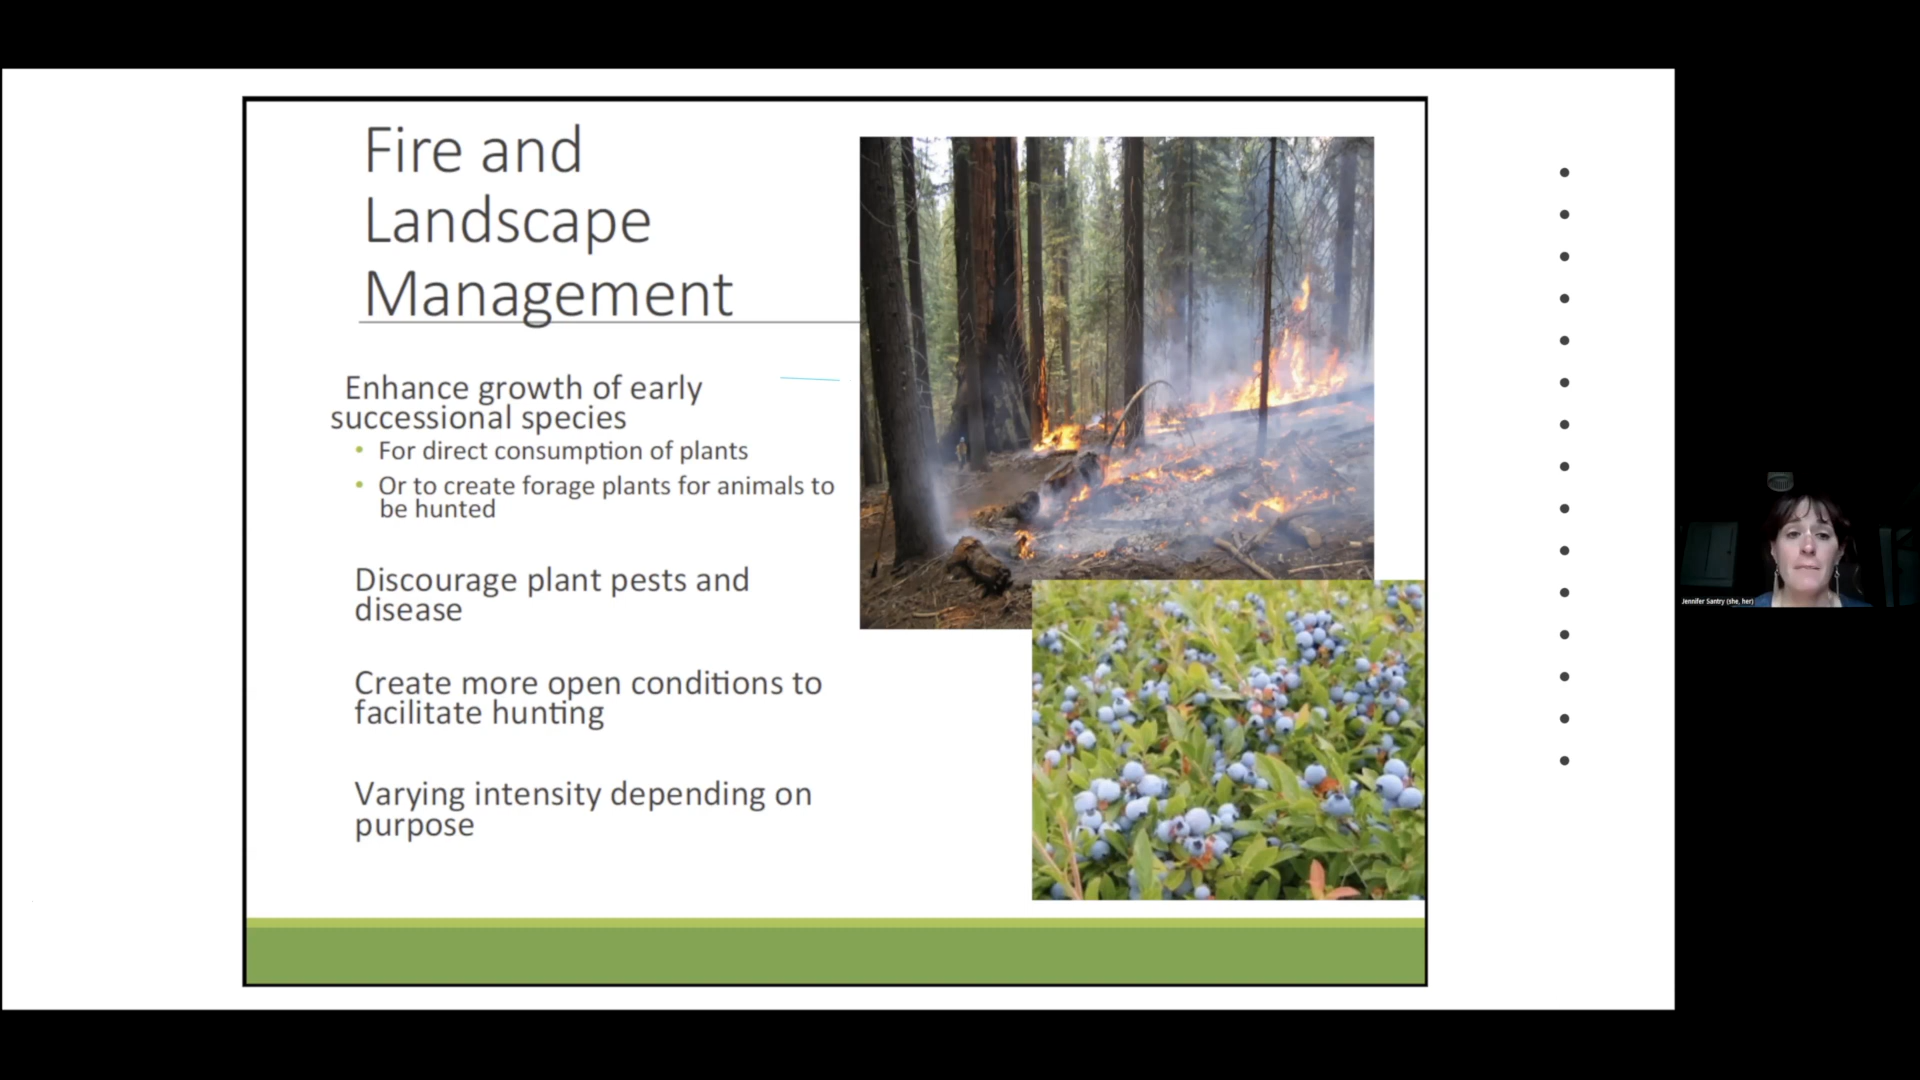 Fire and
Landscape
Management
Enhance growth of early
successional species
• For direct consumption of plants
• Or to create forage plants for animals to
be hunted
Discourage plant pests and
disease
Create more open conditions to
facilitate hunting
Varying intensity depending on
purpose
Jennifer Santry (she, her)